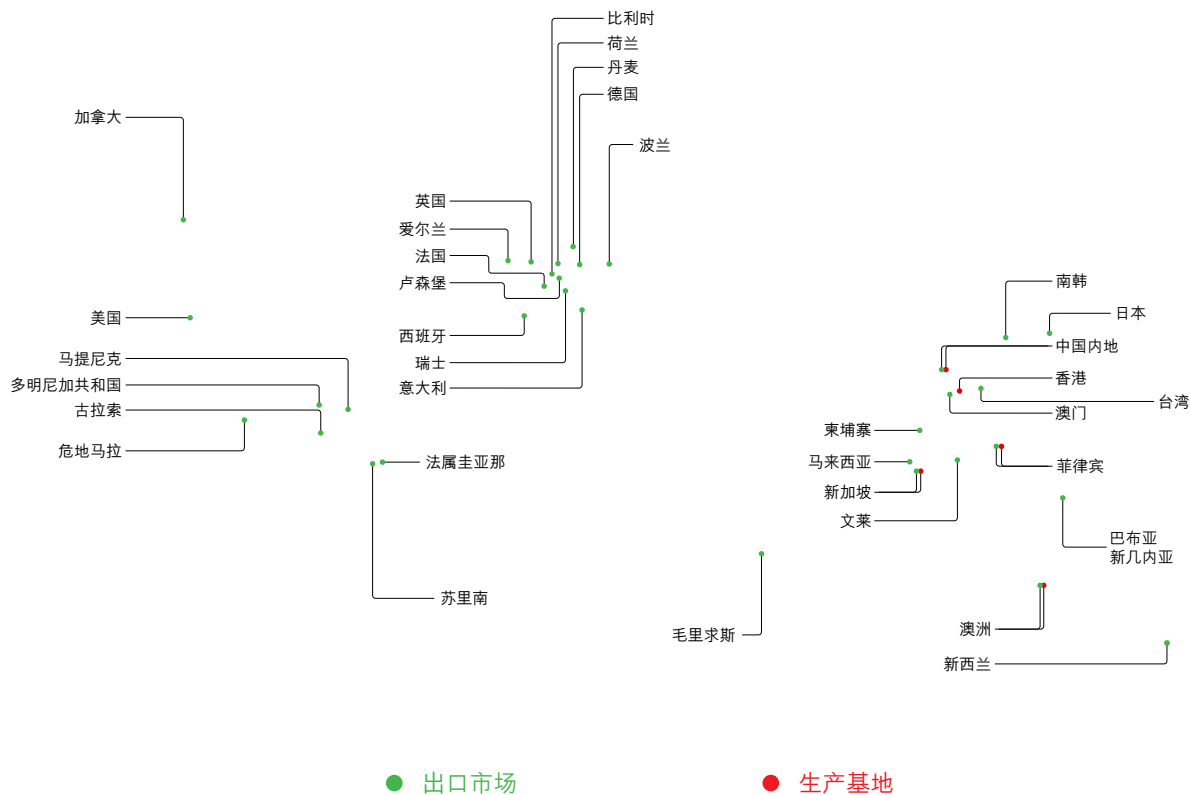 比利时
荷兰
丹麦
德国
加拿大
波兰
英国
爱尔兰
法国
卢森堡
南韩
日本
美国
西班牙
中国内地
马提尼克
瑞士
香港
多明尼加共和国
意大利
台湾
古拉索
澳门
柬埔寨
危地马拉
法属圭亚那
马来西亚
菲律宾
新加坡
文莱
巴布亚
新几内亚
苏里南
毛里求斯
澳洲
新西兰
出口市场
生产基地